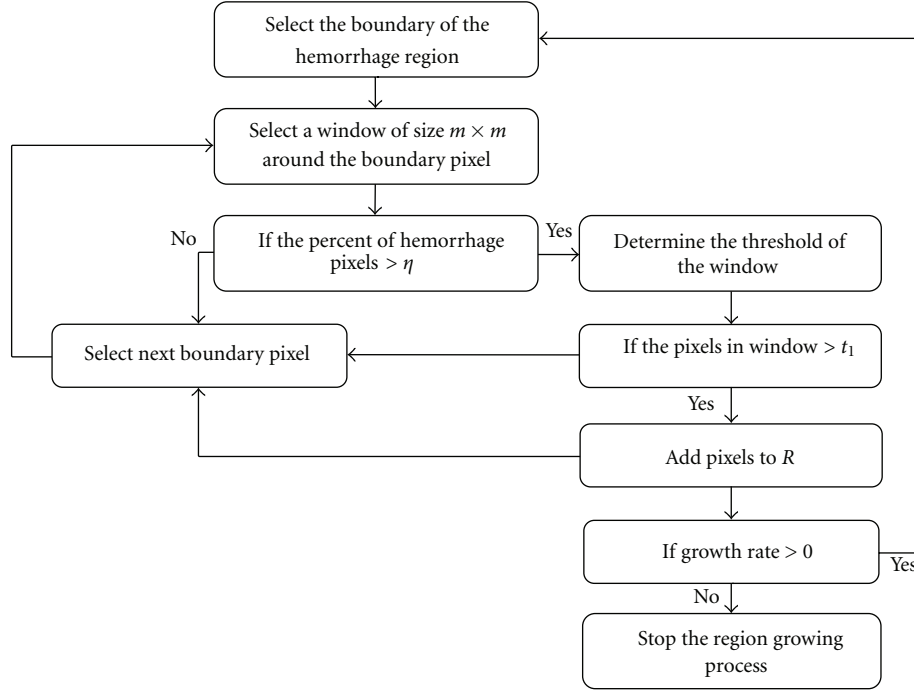 Select the boundary of the
hemorrhage region
Select a window of size m × m
around the boundary pixel
No
If the percent of hemorrhage
pixels > η
Yes
Determine the threshold of
the window
Select next boundary pixel
If the pixels in window > t₁
Yes
Add pixels to R
If growth rate > 0
Yes
No
Stop the region growing
process